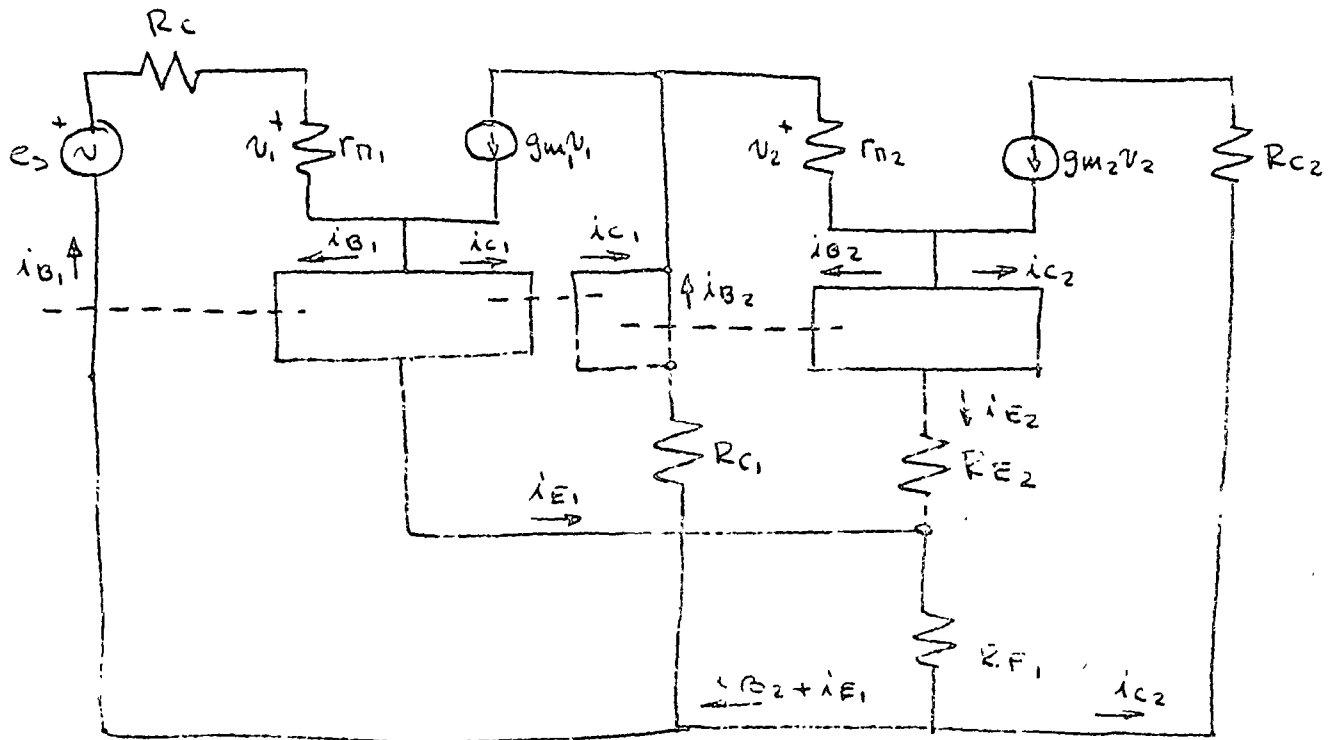 Rc
+
es
v1
+
rπ1
gm1v1
v2
+
rπ2
gm2v2
Rc2
iB1
iB1
iC1
iC1
iB2
iB2
iC2
iE2
RC1
RE2
iE1
iB2 + iE1
iC2